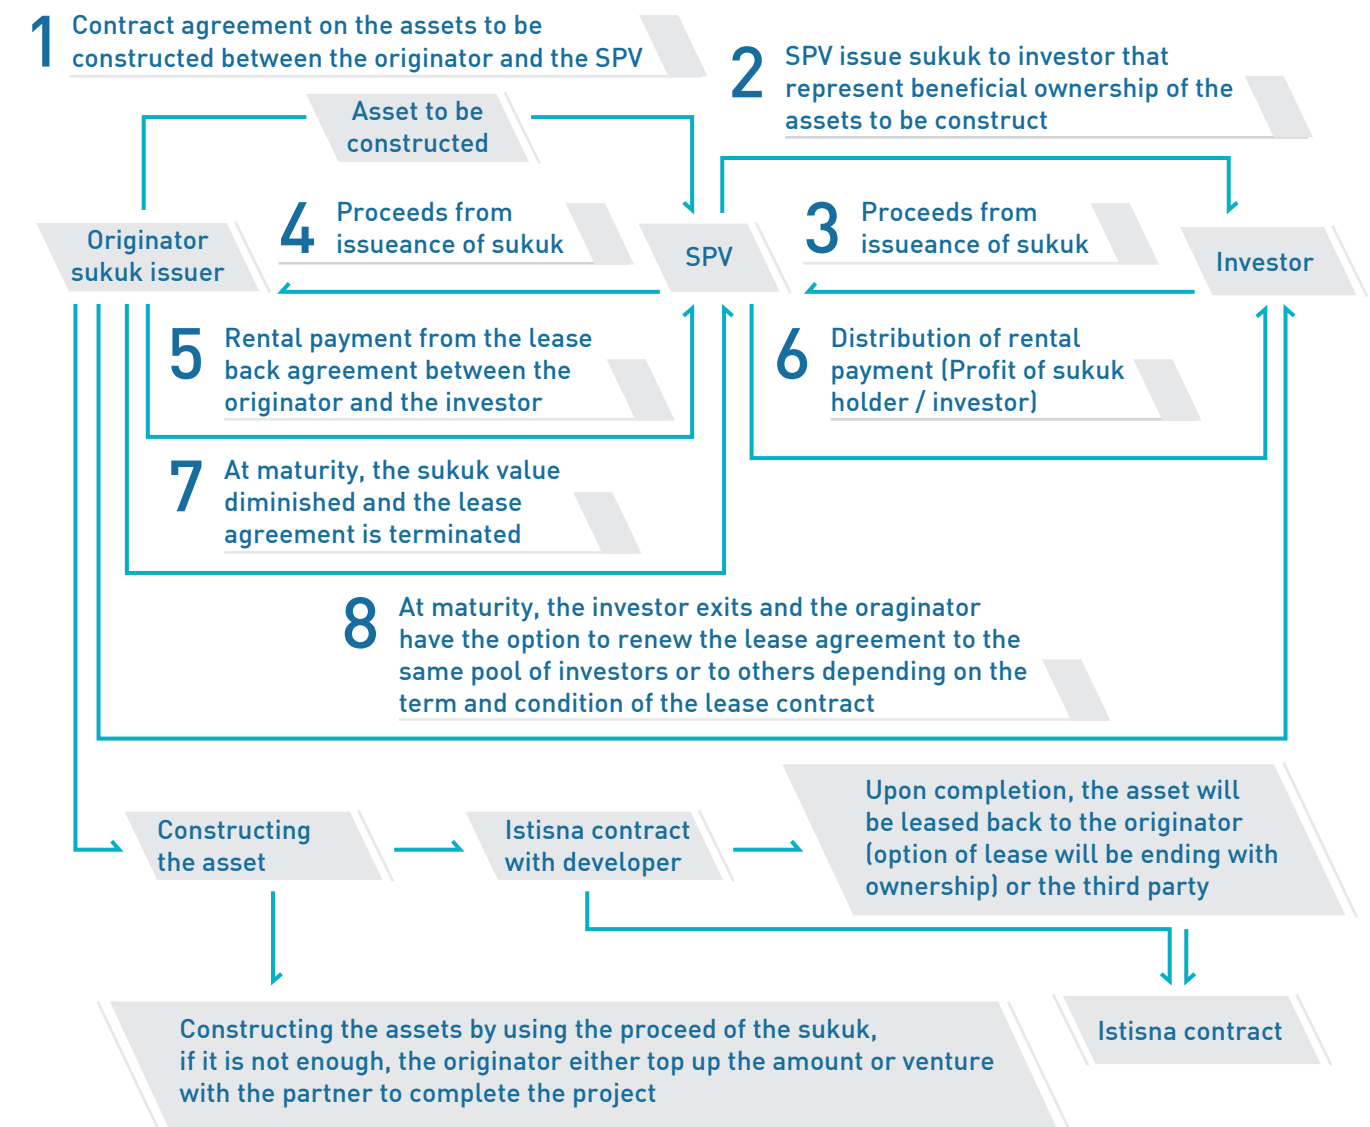 1
Contract agreement on the assets to be
constructed between the originator and the SPV
2
SPV issue sukuk to investor that
represent beneficial ownership of the
assets to be construct
Asset to be
constructed
Originator
sukuk issuer
4
Proceeds from
issueance of sukuk
SPV
3
Proceeds from
issueance of sukuk
Investor
5
Rental payment from the lease
back agreement between the
originator and the investor
6
Distribution of rental
payment (Profit of sukuk
holder / investor)
7
At maturity, the sukuk value
diminished and the lease
agreement is terminated
8
At maturity, the investor exits and the oraginator
have the option to renew the lease agreement to the
same pool of investors or to others depending on the
term and condition of the lease contract
Constructing
the asset
Istisna contract
with developer
Upon completion, the asset will
be leased back to the originator
(option of lease will be ending with
ownership) or the third party
Constructing the assets by using the proceed of the sukuk,
if it is not enough, the originator either top up the amount or venture
with the partner to complete the project
Istisna contract